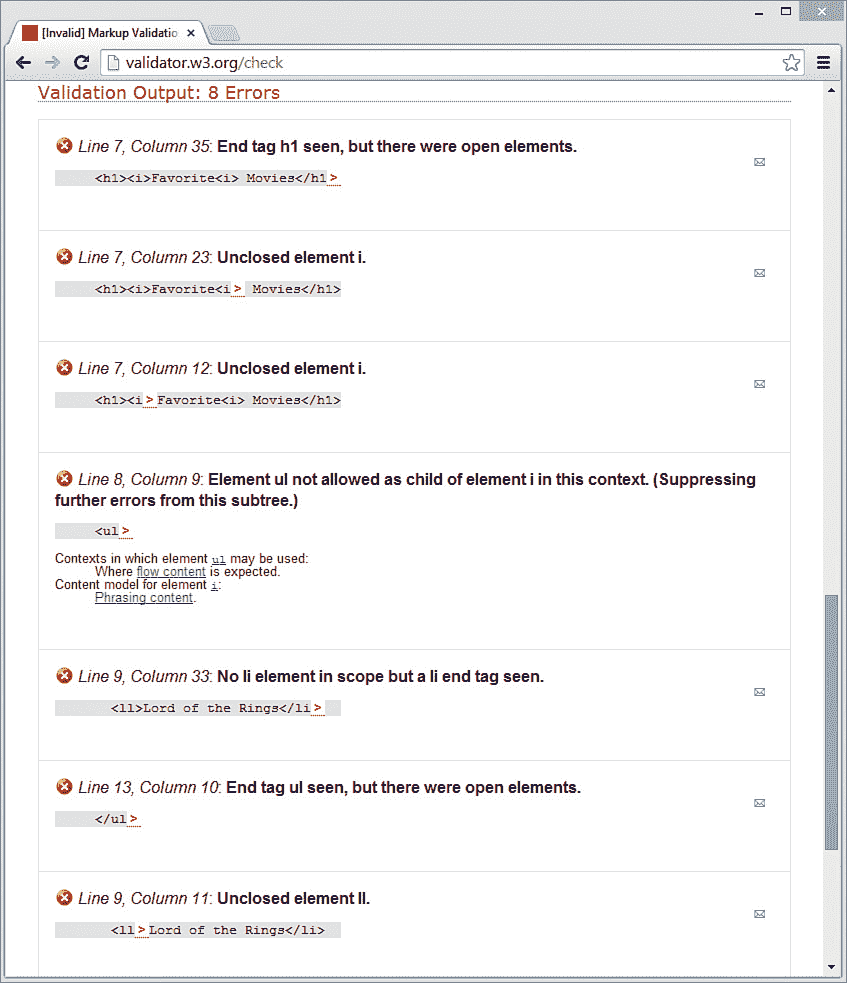 [Invalid] Markup Validatio
validator.w3.org/check
Validation Output: 8 Errors
Line 7, Column 35: End tag h1 seen, but there were open elements.
<h1><i>Favorite<i> Movies</h1>
Line 7, Column 23: Unclosed element i.
<h1><i>Favorite<i> Movies</h1>
Line 7, Column 12: Unclosed element i.
<h1><i>Favorite<i> Movies</h1>
Line 8, Column 9: Element ul not allowed as child of element i in this context. (Suppressing
further errors from this subtree.)
<ul>
Contexts in which element ul may be used:
Where flow content is expected.
Content model for element i:
Phrasing content.
Line 9, Column 33: No li element in scope but a li end tag seen.
<ll>Lord of the Rings</li>
Line 13, Column 10: End tag ul seen, but there were open elements.
</ul>
Line 9, Column 11: Unclosed element ll.
<ll>Lord of the Rings</li>